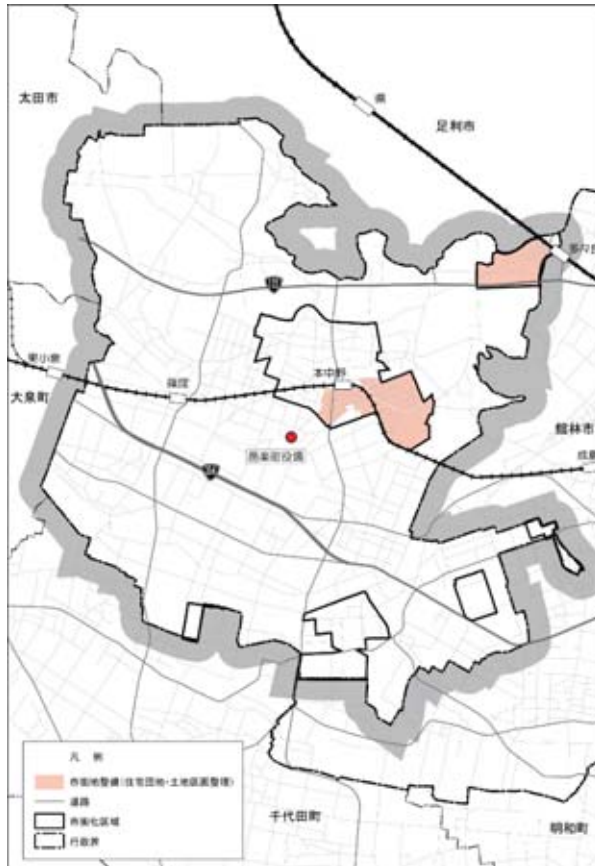 太田市
県
足利市
多々良
東小泉
篠塚
本中野
大泉町
館林市
成島
邑楽町役場
凡 例
市街地整備(住宅団地・土地区画整理)
道路
市街化区域
行政界
千代田町
明和町